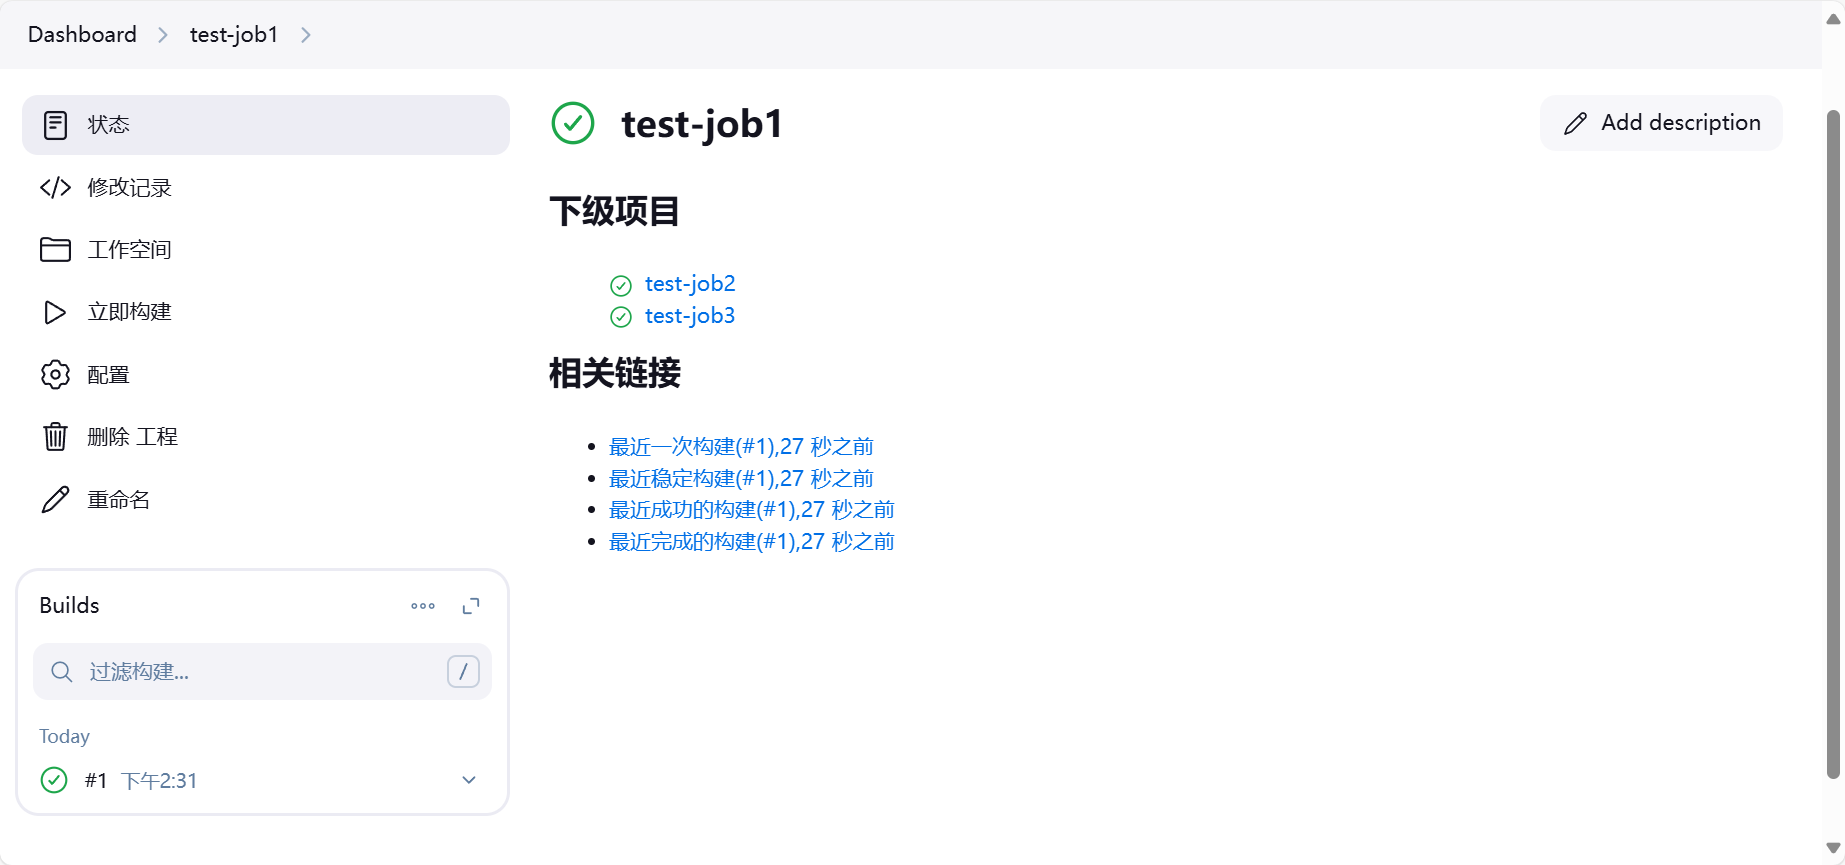 Dashboard > test-job1 >
状态
修改记录
工作空间
立即构建
配置
删除 工程
重命名
Builds
过滤构建...
/
Today
#1 下午2:31
test-job1
Add description
下级项目
test-job2
test-job3
相关链接
最近一次构建(#1),27 秒之前
最近稳定构建(#1),27 秒之前
最近成功的构建(#1),27 秒之前
最近完成的构建(#1),27 秒之前